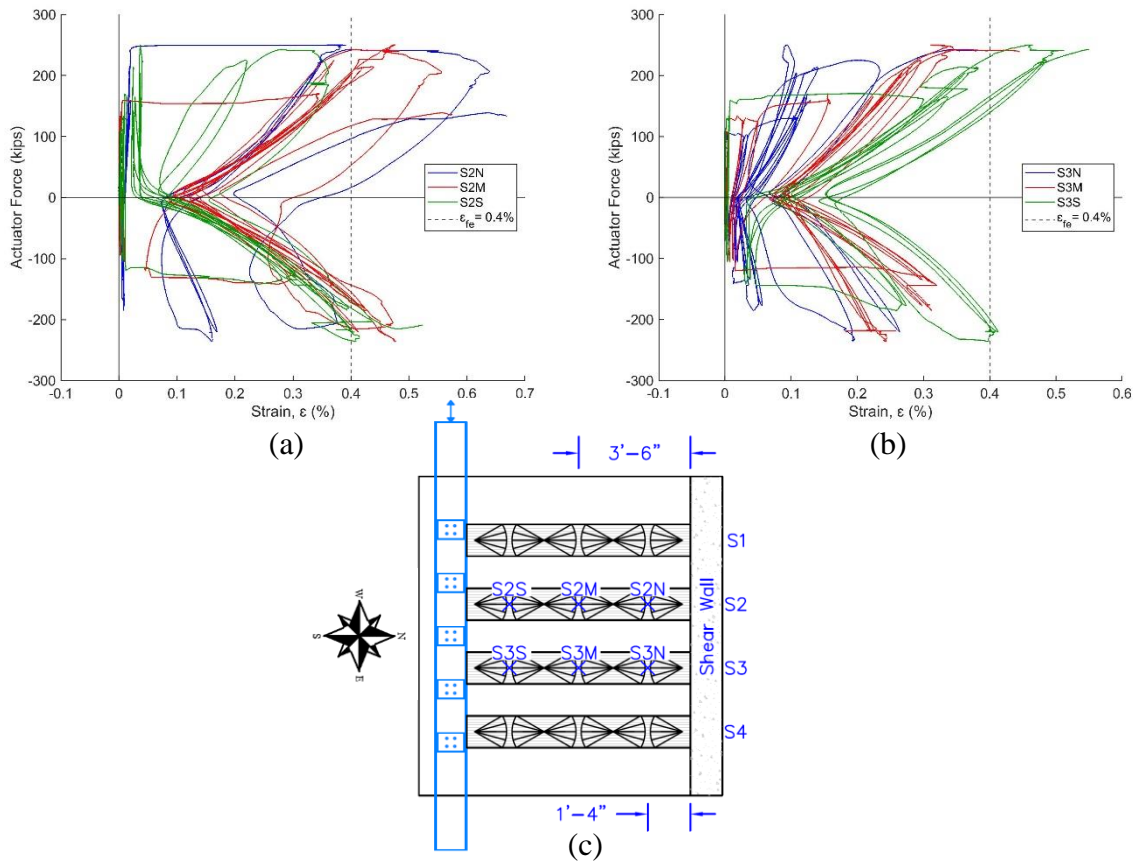 300
200
100
0
-100
-200
-300
Actuator Force (kips)
-0.1 0 0.1 0.2 0.3 0.4 0.5 0.6 0.7
Strain, ε (%)
S2N
S2M
S2S
ε_fe = 0.4%
(a)
300
200
100
0
-100
-200
-300
Actuator Force (kips)
-0.1 0 0.1 0.2 0.3 0.4 0.5 0.6
Strain, ε (%)
S3N
S3M
S3S
ε_fe = 0.4%
(b)
3'-6"
S1
S2S S2M S2N
S2
S3S S3M S3N
S3
S4
Shear Wall
W
S
N
E
1'-4"
(c)